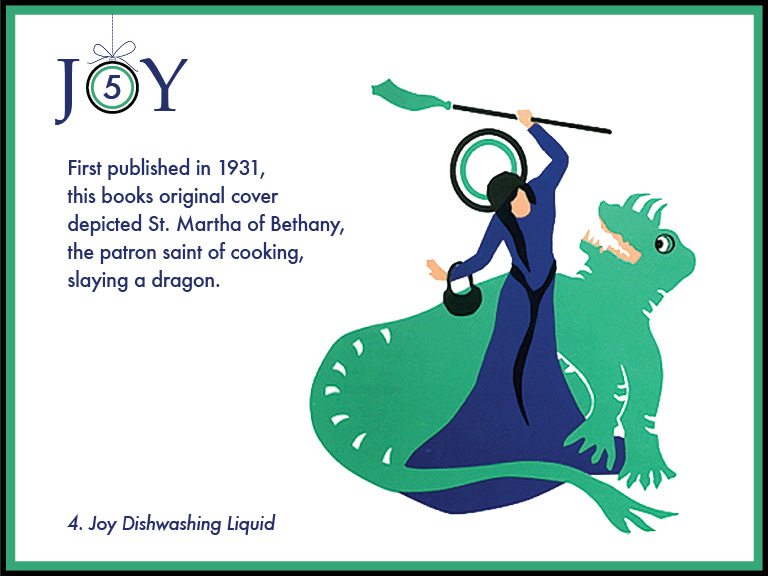 JOY
5
First published in 1931,
this books original cover
depicted St. Martha of Bethany,
the patron saint of cooking,
slaying a dragon.
4. Joy Dishwashing Liquid